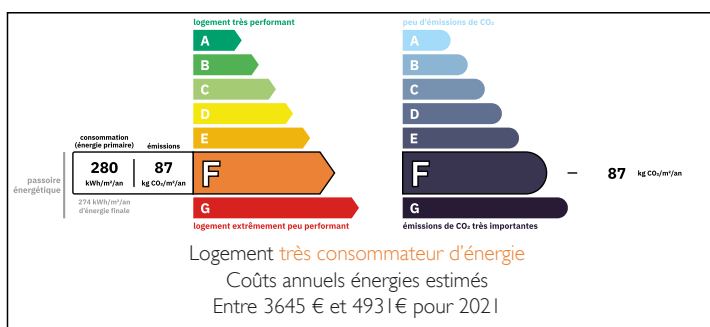 logement très performant
A
B
C
D
E
consommation
(énergie primaire)
émissions
passoire
énergétique
280
kWh/m²/an
87
kg CO₂/m²/an
F
274 kWh/m²/an
d'énergie finale
G
logement extrêmement peu performant
peu d'émissions de CO₂
A
B
C
D
E
F
87 kg CO₂/m²/an
G
émissions de CO₂ très importantes
Logement très consommateur d'énergie
Coûts annuels énergies estimés
Entre 3645 € et 4931€ pour 2021